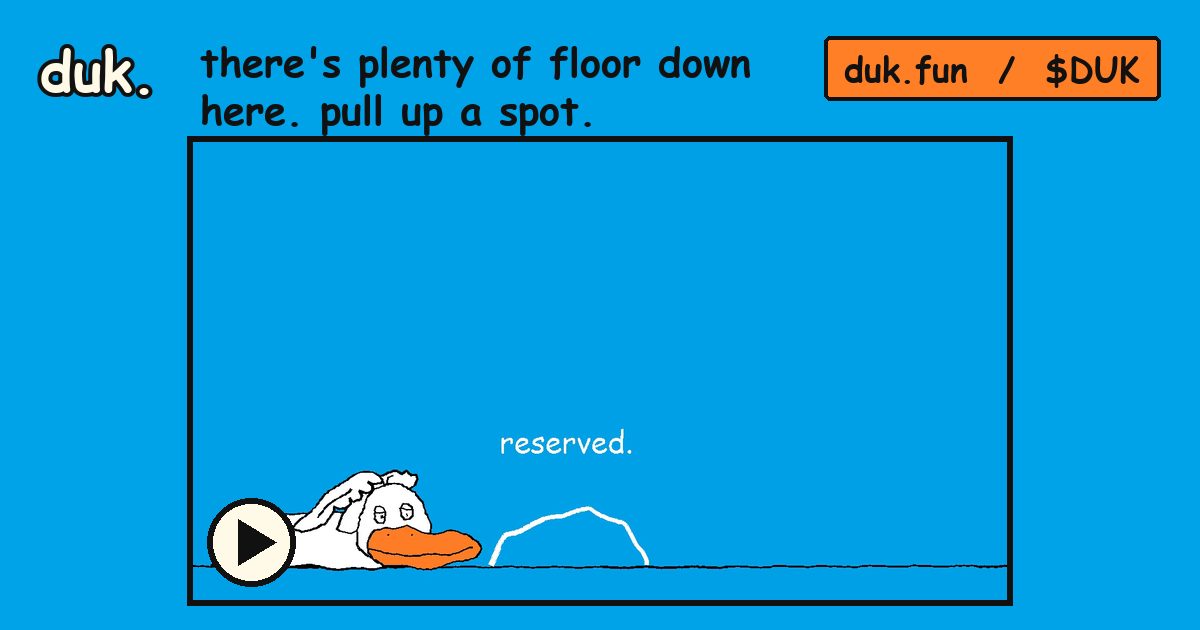 duk.
there's plenty of floor down
here. pull up a spot.
duk.fun / $DUK
reserved.